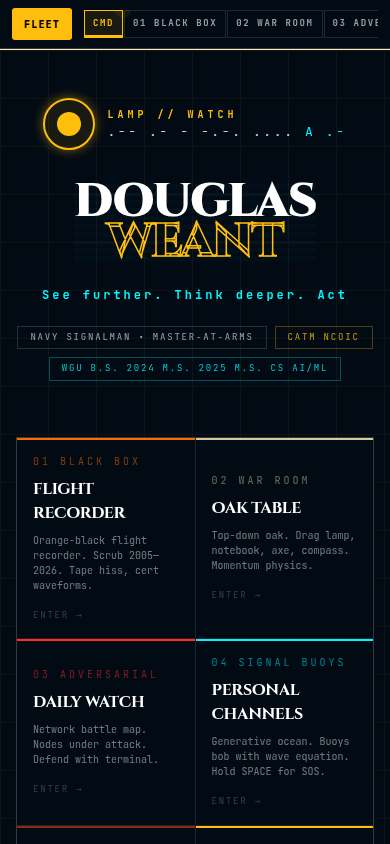 FLEET CMD 01 BLACK BOX 02 WAR ROOM 03 ADVE
LAMP // WATCH
.-- .- - -.-. .... A .-
DOUGLAS
WEANT
See further. Think deeper. Act
NAVY SIGNALMAN • MASTER-AT-ARMS
CATM NCOIC
WGU B.S. 2024 M.S. 2025 M.S. CS AI/ML
01 BLACK BOX
FLIGHT
RECORDER
Orange-black flight
recorder. Scrub 2005–
2026. Tape hiss, cert
waveforms.
ENTER →
02 WAR ROOM
OAK TABLE
Top-down oak. Drag lamp,
notebook, axe, compass.
Momentum physics.
ENTER →
03 ADVERSARIAL
DAILY WATCH
Network battle map.
Nodes under attack.
Defend with terminal.
ENTER →
04 SIGNAL BUOYS
PERSONAL
CHANNELS
Generative ocean. Buoys
bob with wave equation.
Hold SPACE for SOS.
ENTER →